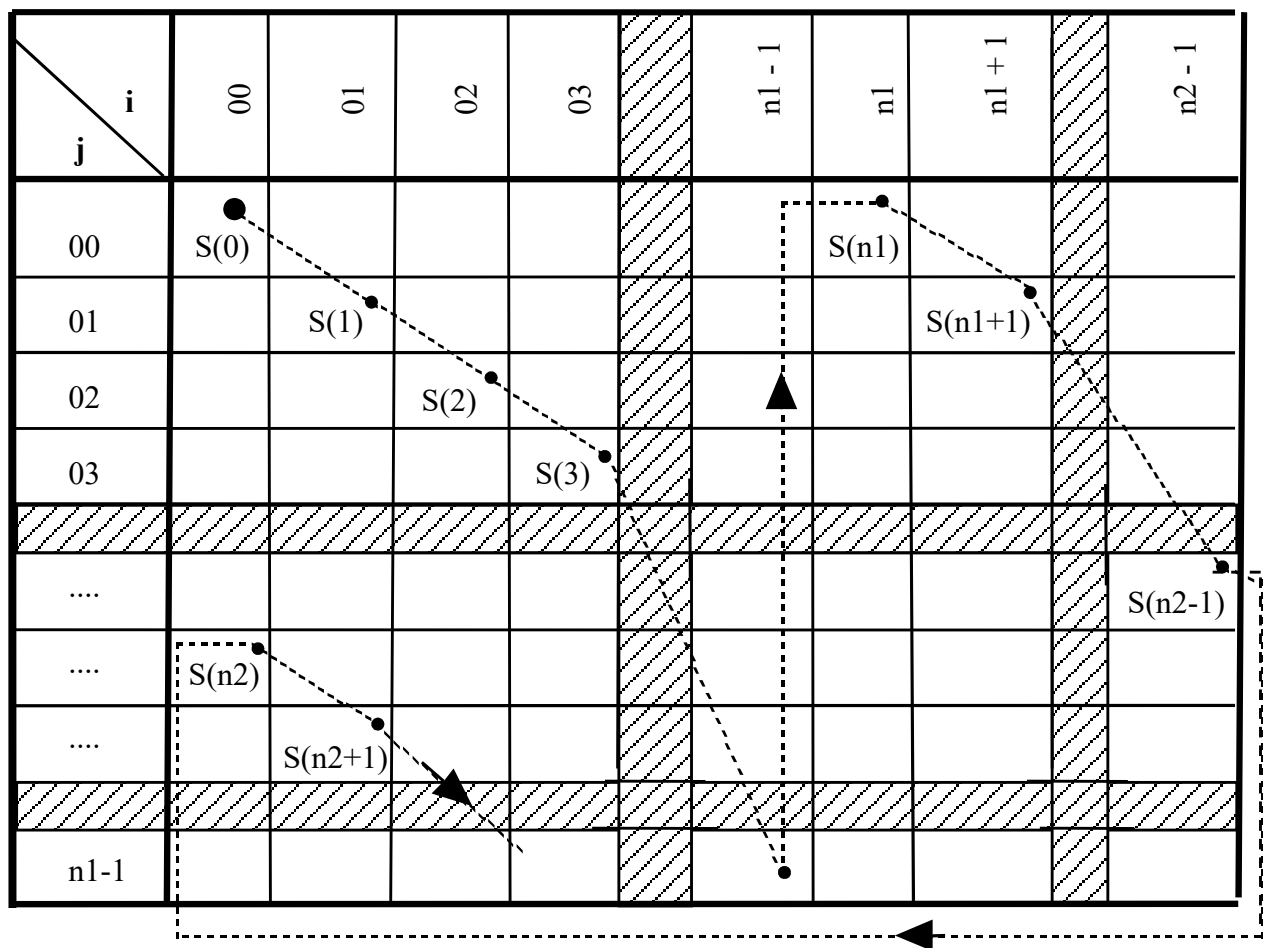 i
j
00
01
02
03
n1 - 1
n1
n1 + 1
n2 - 1
00
S(0)
S(n1)
01
S(1)
S(n1+1)
02
S(2)
03
S(3)
....
S(n2-1)
....
S(n2)
....
S(n2+1)
n1-1